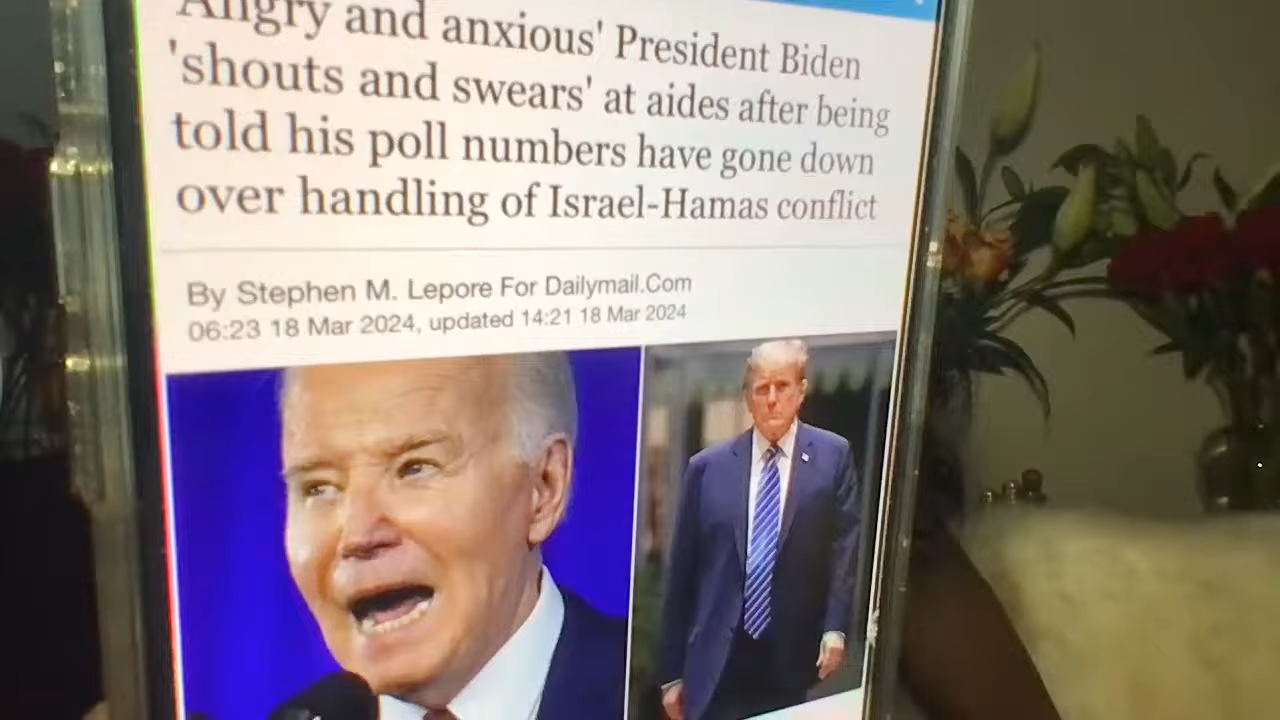 Angry and anxious' President Biden
'shouts and swears' at aides after being
told his poll numbers have gone down
over handling of Israel-Hamas conflict
By Stephen M. Lepore For Dailymail.Com
06:23 18 Mar 2024, updated 14:21 18 Mar 2024